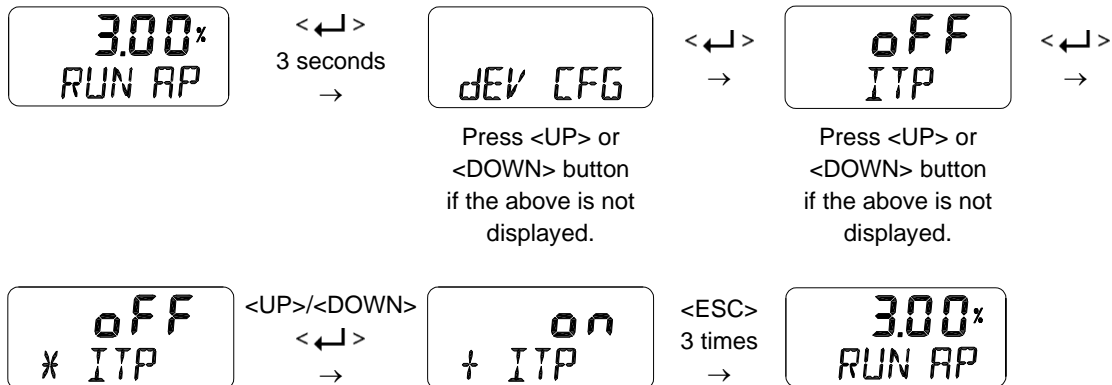 3.00%
RUN AP
< ↵ >
3 seconds
→
dEV CFG
Press <UP> or
<DOWN> button
if the above is not
displayed.
< ↵ >
→
oFF
ITP
Press <UP> or
<DOWN> button
if the above is not
displayed.
< ↵ >
→
oFF
* ITP
<UP>/<DOWN>
< ↵ >
→
on
+ ITP
<ESC>
3 times
→
3.00%
RUN AP